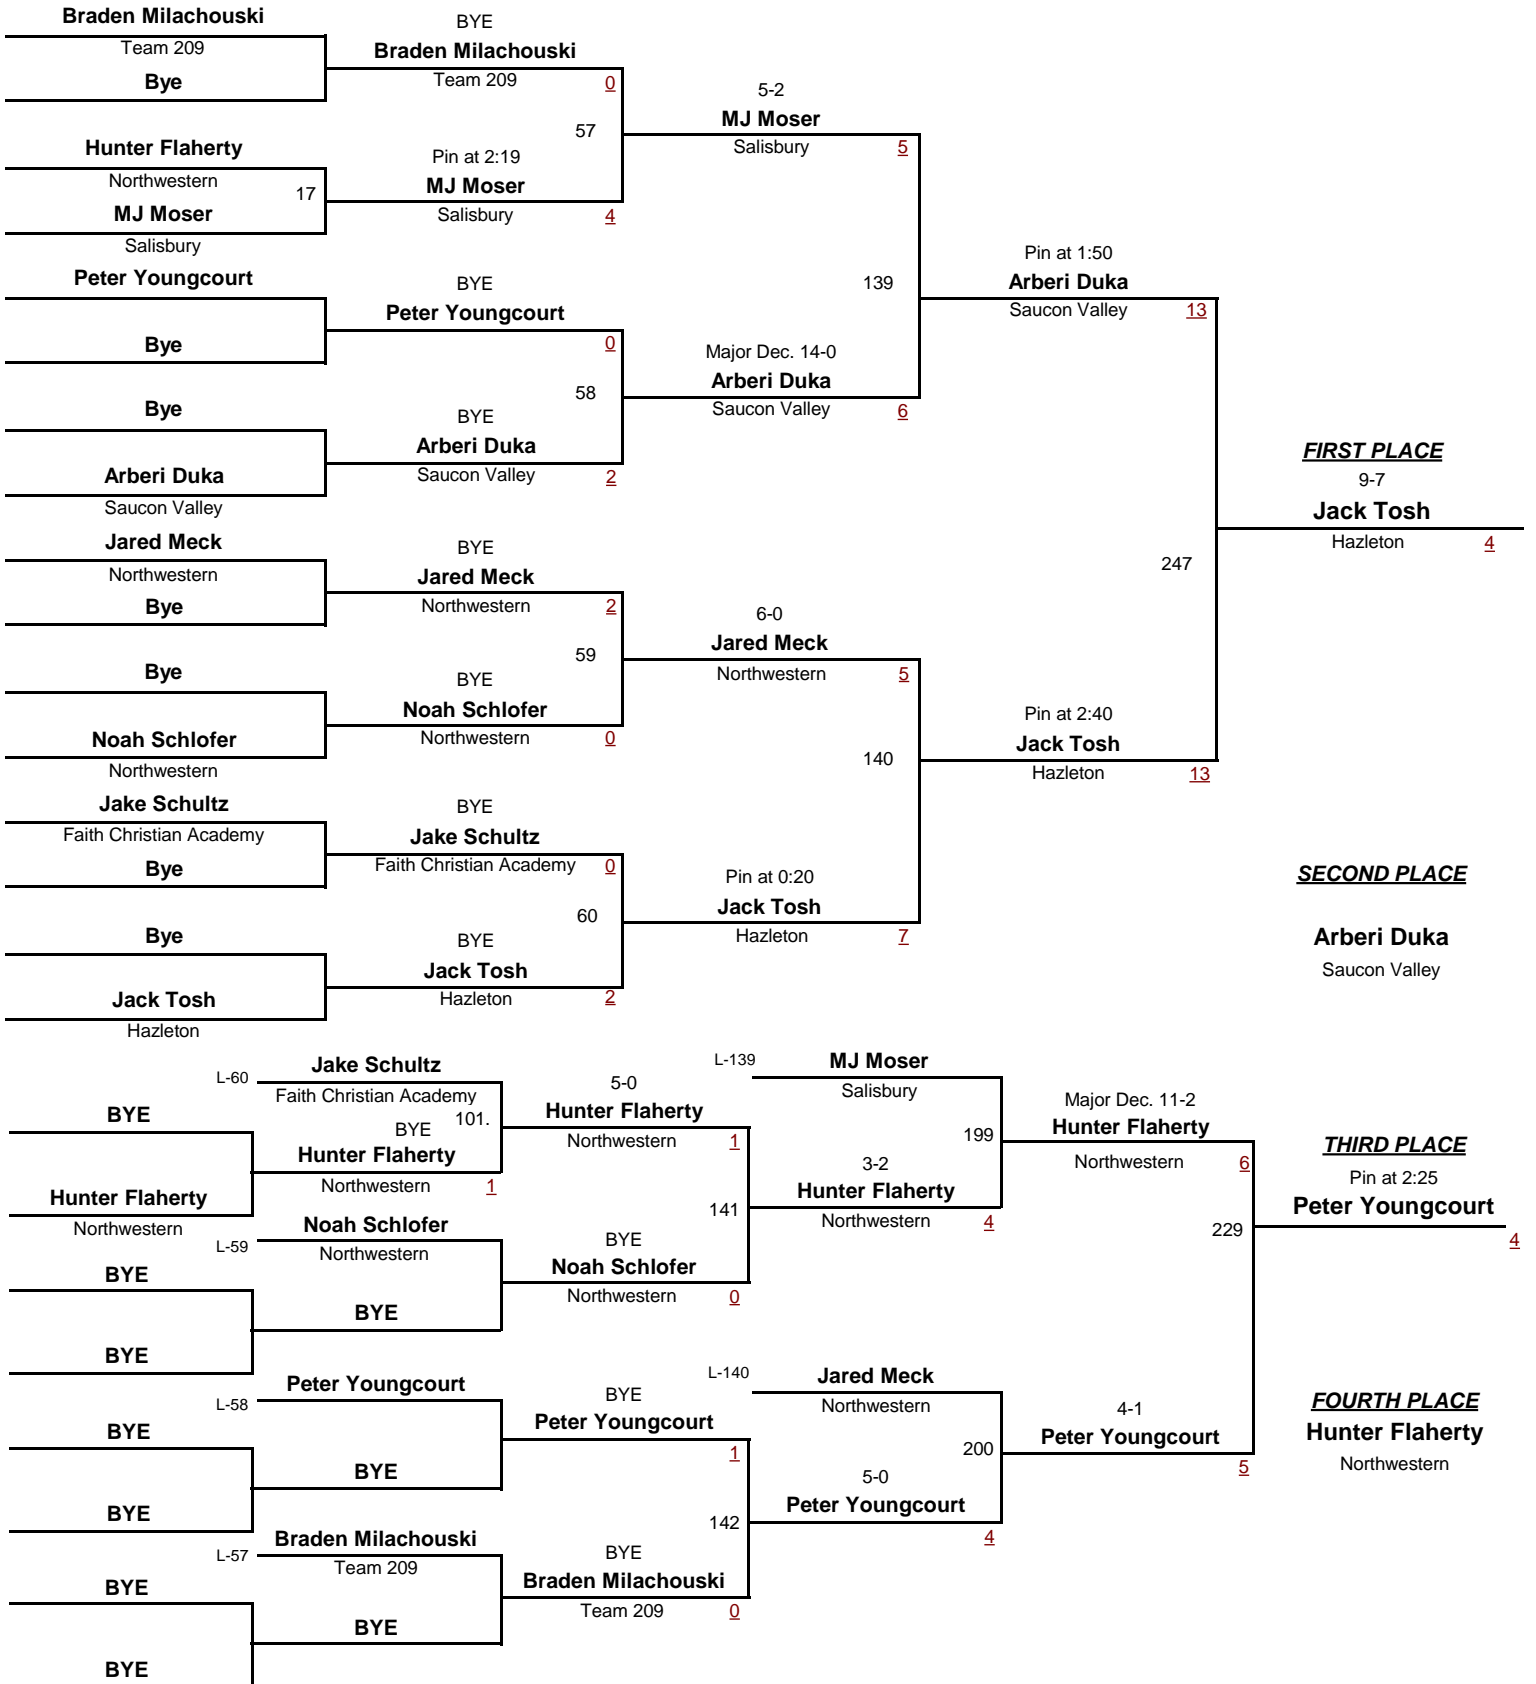 Braden Milachouski
Team 209
Bye
BYE
Braden Milachouski
Team 209
0
57
5-2
MJ Moser
Salisbury
5
Hunter Flaherty
Northwestern
17
MJ Moser
Salisbury
Pin at 2:19
MJ Moser
Salisbury
4
Peter Youngcourt
Bye
BYE
Peter Youngcourt
0
139
Pin at 1:50
Arberi Duka
Saucon Valley
13
Bye
Arberi Duka
Saucon Valley
BYE
Arberi Duka
Saucon Valley
2
58
Major Dec. 14-0
Arberi Duka
Saucon Valley
6
FIRST PLACE
9-7
Jack Tosh
Hazleton
4
247
Jared Meck
Northwestern
Bye
BYE
Jared Meck
Northwestern
2
59
6-0
Jared Meck
Northwestern
5
Bye
Noah Schlofer
Northwestern
BYE
Noah Schlofer
Northwestern
0
140
Pin at 2:40
Jack Tosh
Hazleton
13
Jake Schultz
Faith Christian Academy
Bye
BYE
Jake Schultz
Faith Christian Academy
0
60
Pin at 0:20
Jack Tosh
Hazleton
7
Bye
Jack Tosh
Hazleton
BYE
Jack Tosh
Hazleton
2
SECOND PLACE
Arberi Duka
Saucon Valley
L-60
Jake Schultz
Faith Christian Academy
101.
BYE
Hunter Flaherty
Northwestern
BYE
Hunter Flaherty
Northwestern
1
5-0
Hunter Flaherty
Northwestern
1
L-139
MJ Moser
Salisbury
199
Major Dec. 11-2
Hunter Flaherty
Northwestern
6
THIRD PLACE
Pin at 2:25
Peter Youngcourt
4
L-59
Noah Schlofer
Northwestern
BYE
BYE
BYE
141
3-2
Hunter Flaherty
Northwestern
4
BYE
Noah Schlofer
Northwestern
0
229
L-58
Peter Youngcourt
BYE
BYE
BYE
BYE
Peter Youngcourt
1
L-140
Jared Meck
Northwestern
200
4-1
Peter Youngcourt
5
FOURTH PLACE
Hunter Flaherty
Northwestern
142
5-0
Peter Youngcourt
4
L-57
Braden Milachouski
Team 209
BYE
BYE
BYE
BYE
Braden Milachouski
Team 209
0